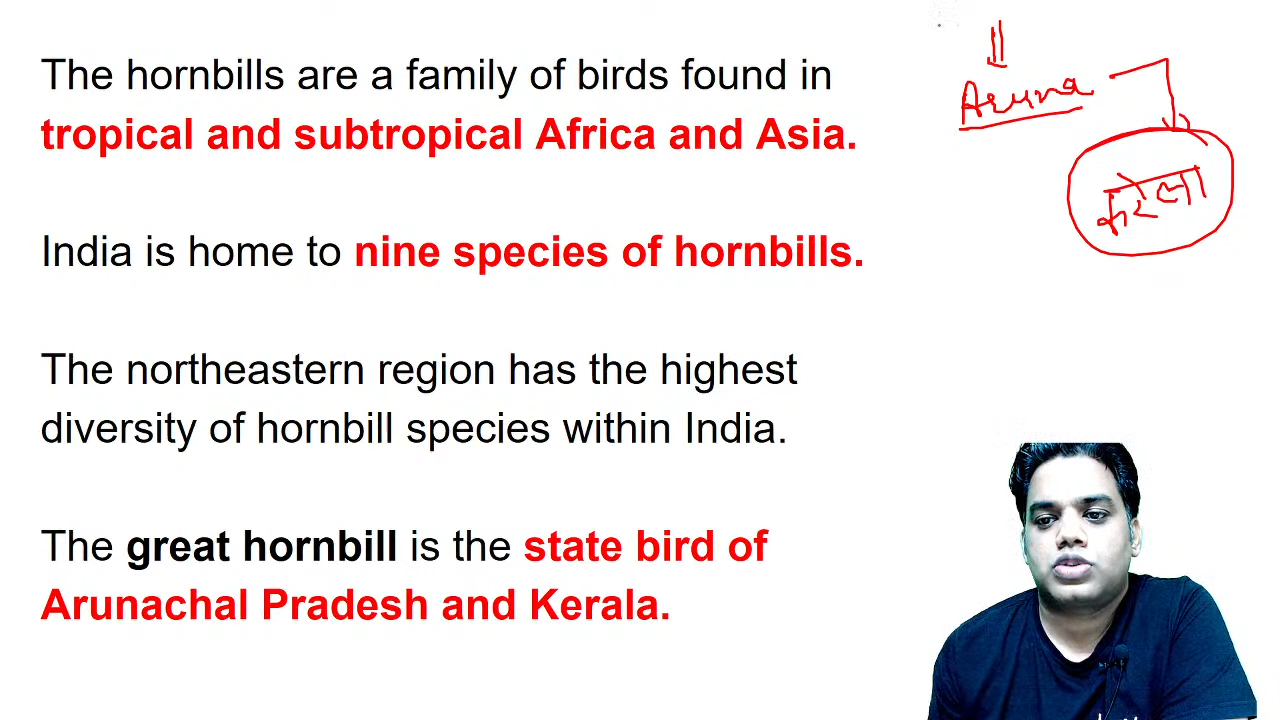 The hornbills are a family of birds found in
tropical and subtropical Africa and Asia.
India is home to nine species of hornbills.
The northeastern region has the highest
diversity of hornbill species within India.
The great hornbill is the state bird of
Arunachal Pradesh and Kerala.
Aruna
करेला